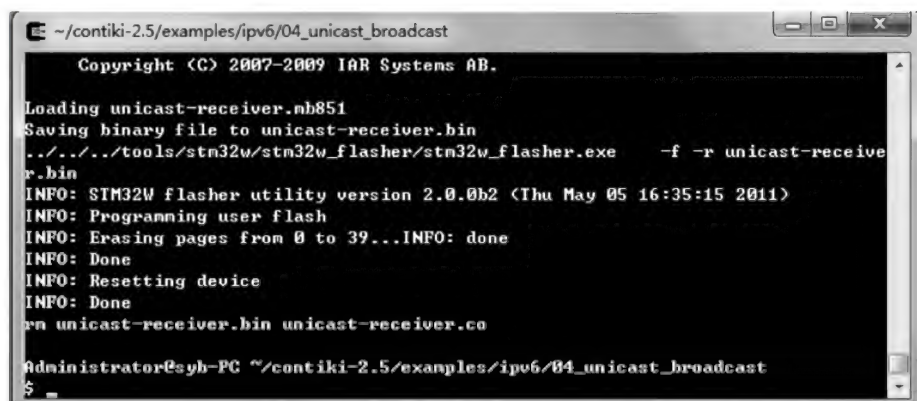 ~/contiki-2.5/examples/ipv6/04_unicast_broadcast
Copyright (C) 2007-2009 IAR Systems AB.
Loading unicast-receiver.mb851
Saving binary file to unicast-receiver.bin
../../../tools/stm32w/stm32w_flasher/stm32w_flasher.exe -f -r unicast-receive
r.bin
INFO: STM32W flasher utility version 2.0.0b2 (Thu May 05 16:35:15 2011)
INFO: Programming user flash
INFO: Erasing pages from 0 to 39...INFO: done
INFO: Done
INFO: Resetting device
INFO: Done
rm unicast-receiver.bin unicast-receiver.co
Administrator@syb-PC ~/contiki-2.5/examples/ipv6/04_unicast_broadcast
$ _